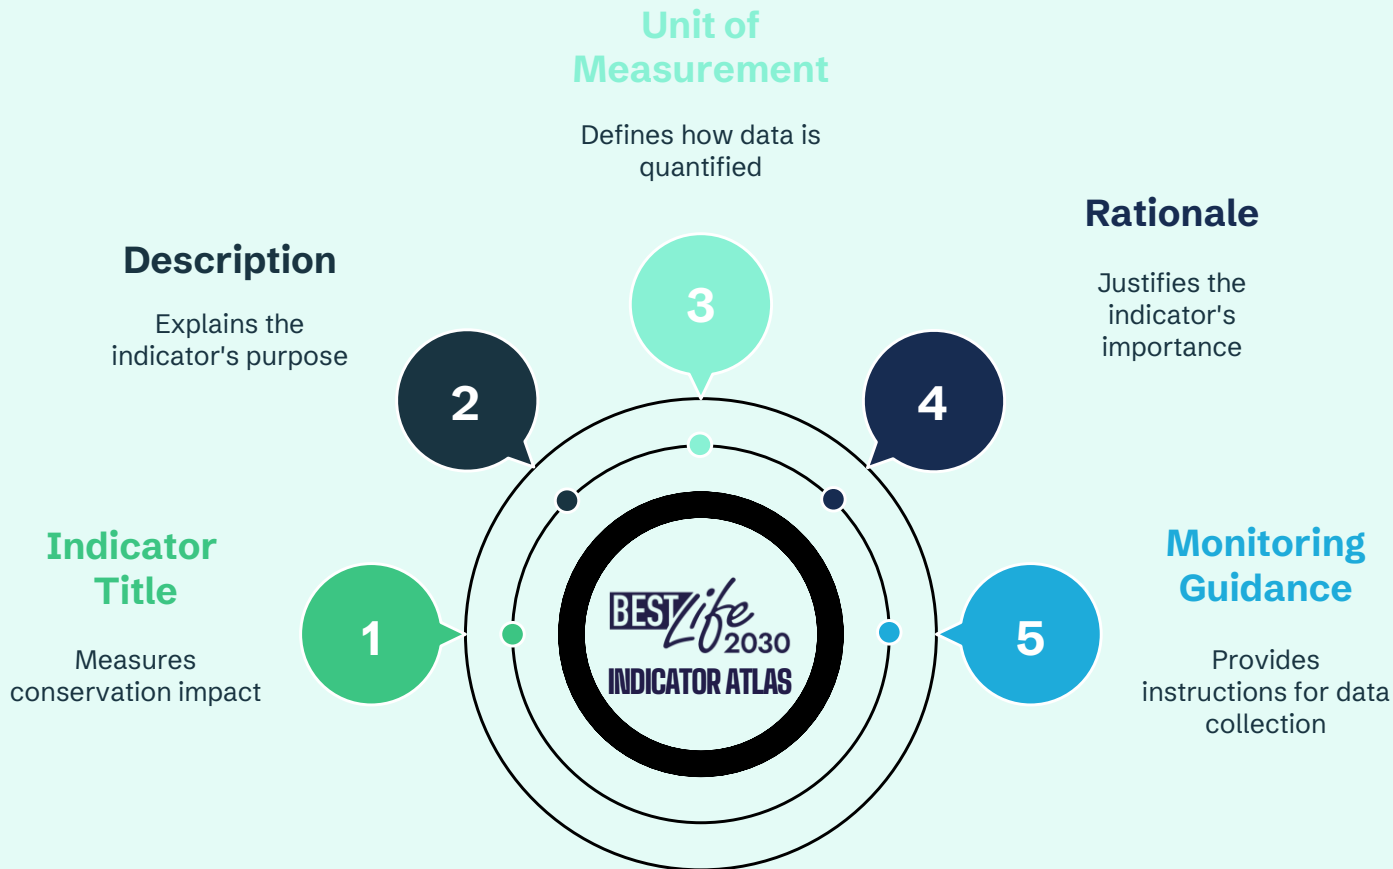 Unit of
Measurement
Defines how data is
quantified
Rationale
Justifies the
indicator's
importance
Description
Explains the
indicator's purpose
3
2
4
Indicator
Title
Measures
conservation impact
1
BEST Life
2030
INDICATOR ATLAS
5
Monitoring
Guidance
Provides
instructions for data
collection